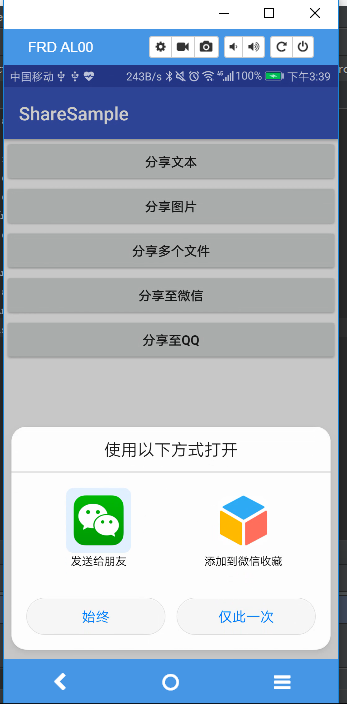 FRD AL00
中国移动 243B/s 4G 100% 下午3:39
ShareSample
分享文本
分享图片
分享多个文件
分享至微信
分享至QQ
使用以下方式打开
发送给朋友 添加到微信收藏
始终 仅此一次